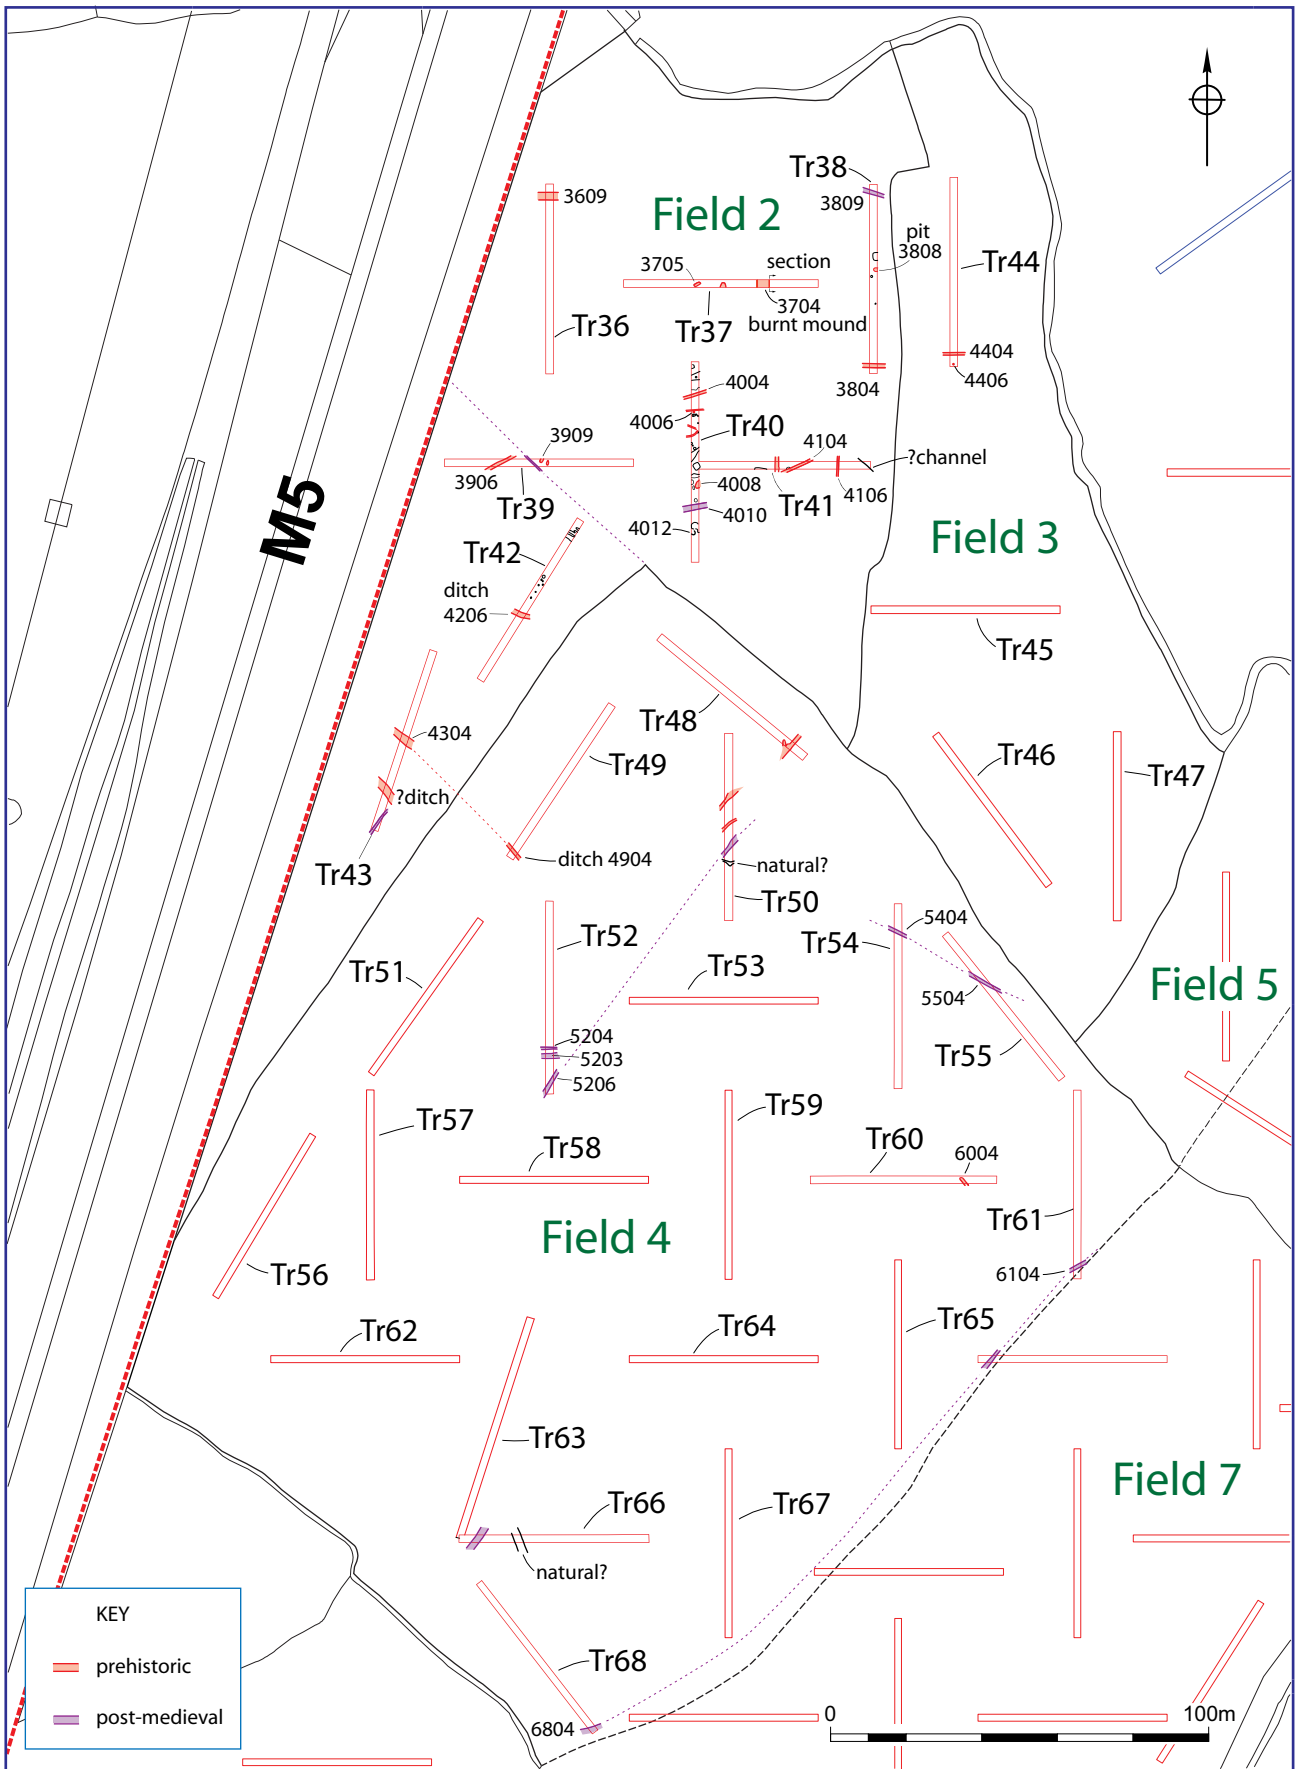 Tr38
3609
Field 2
3809
pit
3808
3705
section
Tr44
3704
Tr36
Tr37
burnt mound
4404
3804
4406
4004
4006
Tr40
3909
4104
?channel
3906
4008
Tr39
Tr41
4106
4010
M5
4012
Field 3
Tr42
ditch
4206
Tr45
Tr48
4304
Tr49
Tr46
Tr47
?ditch
ditch 4904
natural?
Tr43
Tr50
5404
Tr52
Tr54
Tr51
Tr53
Field 5
5504
5204
5203
Tr55
5206
Tr59
Tr57
Tr58
Tr60
6004
Tr61
Field 4
Tr56
6104
Tr62
Tr64
Tr65
Tr63
Field 7
Tr66
Tr67
natural?
KEY
prehistoric
Tr68
post-medieval
0
100m
6804